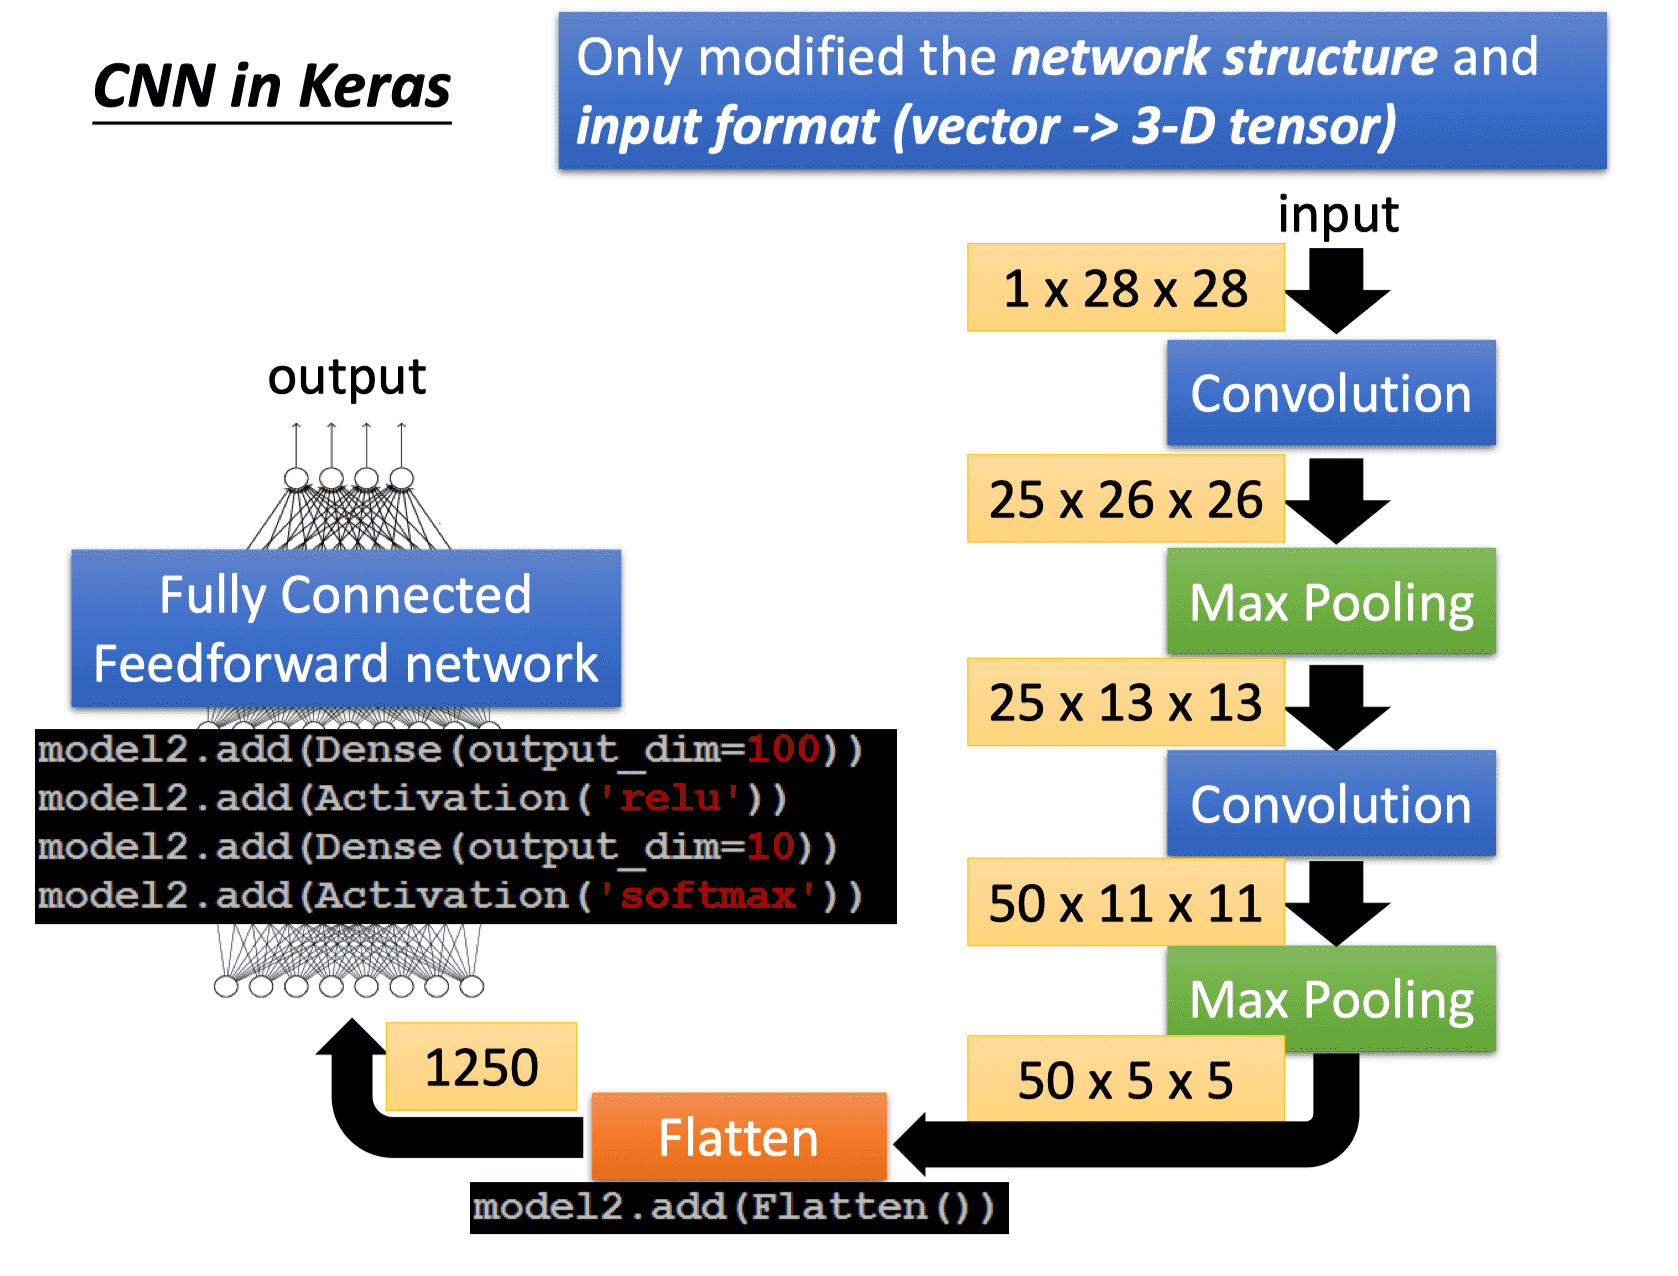 CNN in Keras
Only modified the network structure and
input format (vector -> 3-D tensor)
input
1 x 28 x 28
Convolution
25 x 26 x 26
Max Pooling
25 x 13 x 13
Convolution
50 x 11 x 11
Max Pooling
50 x 5 x 5
Flatten
model2.add(Flatten())
1250
output
Fully Connected
Feedforward network
model2.add(Dense(output_dim=100))
model2.add(Activation('relu'))
model2.add(Dense(output_dim=10))
model2.add(Activation('softmax'))